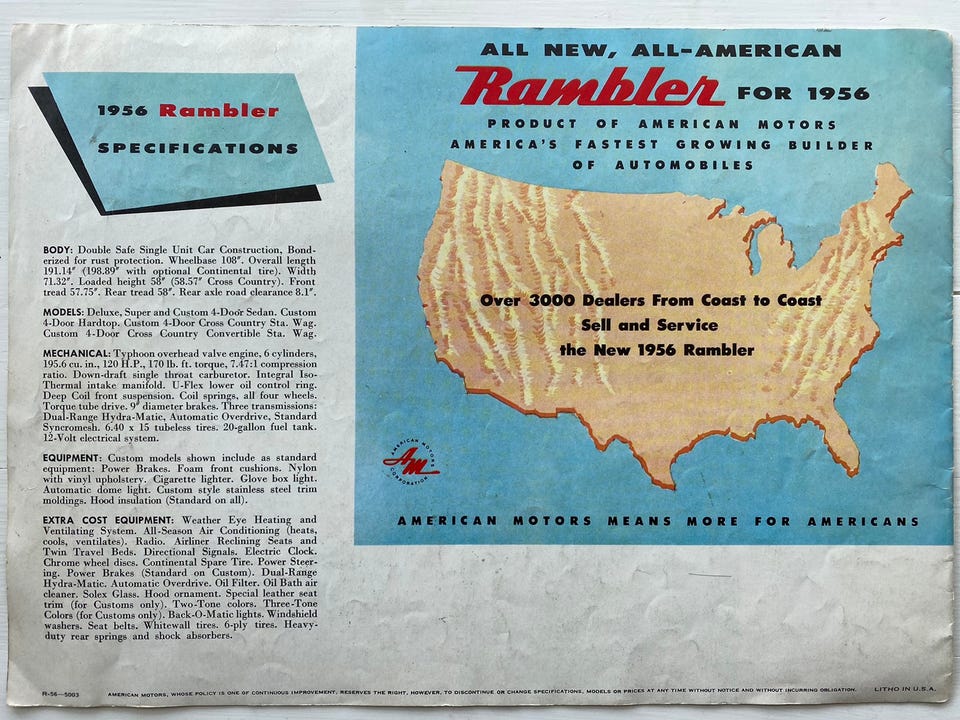 1956 Rambler
SPECIFICATIONS
BODY: Double Safe Single Unit Car Construction, Bond-
erized for rust protection. Wheelbase 108″. Overall length
191.14″ (198.89″ with optional Continental tire). Width
71.32″. Loaded height 58″ (58.57″ Cross Country). Front
tread 57.75″. Rear tread 58″. Rear axle road clearance 8.1″.
MODELS: Deluxe, Super and Custom 4-Door Sedan. Custom
4-Door Hardtop. Custom 4-Door Cross Country Sta. Wag.
Custom 4-Door Cross Country Convertible Sta. Wag.
MECHANICAL: Typhoon overhead valve engine, 6 cylinders,
195.6 cu. in., 120 H.P., 170 lb. ft. torque, 7.47:1 compression
ratio. Down-draft single throat carburetor. Integral Iso-
Thermal intake manifold. U-Flex lower oil control ring.
Deep Coil front suspension. Coil springs, all four wheels.
Torque tube drive. 9″ diameter brakes. Three transmissions:
Dual-Range Hydra-Matic, Automatic Overdrive, Standard
Syncromesh. 6.40 x 15 tubeless tires. 20-gallon fuel tank.
12-Volt electrical system.
EQUIPMENT: Custom models shown include as standard
equipment: Power Brakes. Foam front cushions. Nylon
with vinyl upholstery. Cigarette lighter. Glove box light.
Automatic dome light. Custom style stainless steel trim
moldings. Hood insulation (Standard on all).
EXTRA COST EQUIPMENT: Weather Eye Heating and
Ventilating System. All-Season Air Conditioning (heats,
cools, ventilates). Radio. Airliner Reclining Seats and
Twin Travel Beds. Directional Signals. Electric Clock.
Chrome wheel discs. Continental Spare Tire. Power Steer-
ing. Power Brakes (Standard on Custom). Dual-Range
Hydra-Matic. Automatic Overdrive. Oil Filter. Oil Bath air
cleaner. Solex Glass. Hood ornament. Special leather seat
trim (for Customs only). Two-Tone colors. Three-Tone
Colors (for Customs only). Back-O-Matic lights. Windshield
washers. Seat belts. Whitewall tires. 6-ply tires. Heavy-
duty rear springs and shock absorbers.
ALL NEW, ALL-AMERICAN
Rambler FOR 1956
PRODUCT OF AMERICAN MOTORS
AMERICA'S FASTEST GROWING BUILDER
OF AUTOMOBILES
Over 3000 Dealers From Coast to Coast
Sell and Service
the New 1956 Rambler
AMERICAN MOTORS
AM
CORPORATION
AMERICAN MOTORS MEANS MORE FOR AMERICANS
R-56—5003
AMERICAN MOTORS, WHOSE POLICY IS ONE OF CONTINUOUS IMPROVEMENT, RESERVES THE RIGHT, HOWEVER, TO DISCONTINUE OR CHANGE SPECIFICATIONS, MODELS OR PRICES AT ANY TIME WITHOUT NOTICE AND WITHOUT INCURRING OBLIGATION.
LITHO IN U.S.A.